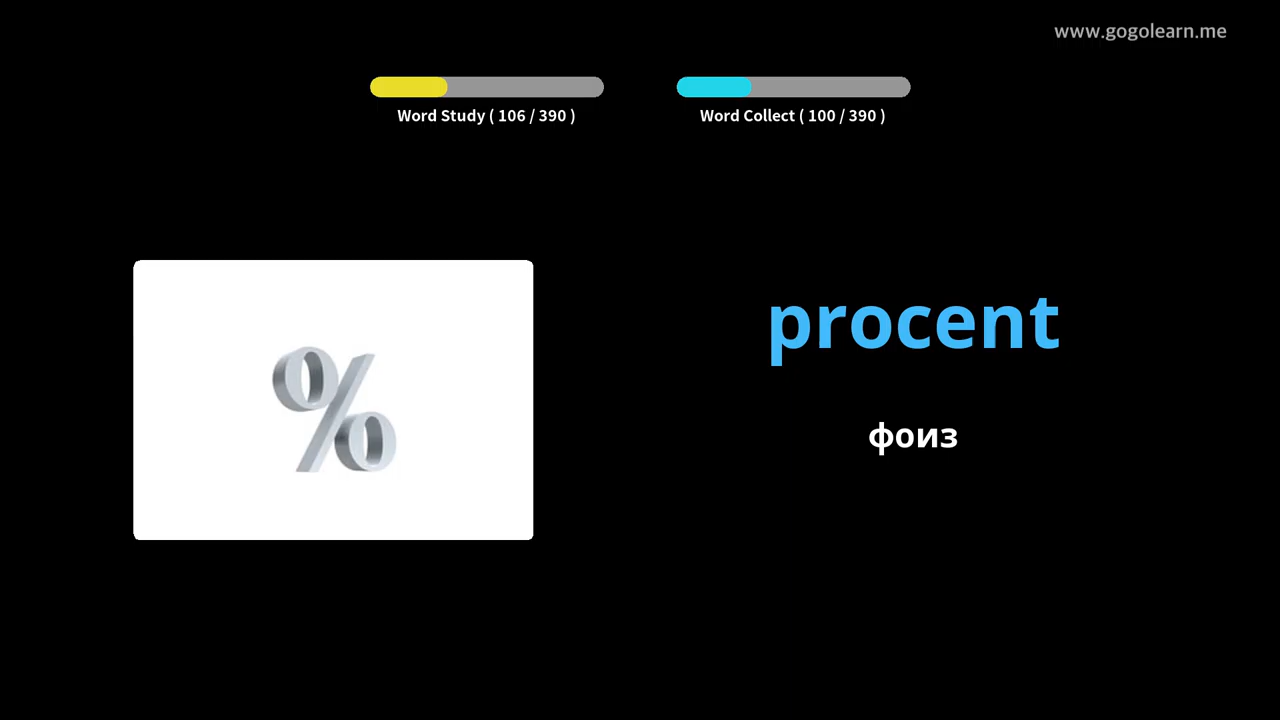 www.gogolearn.me
Word Study ( 106 / 390 )
Word Collect ( 100 / 390 )
%
procent
фоиз